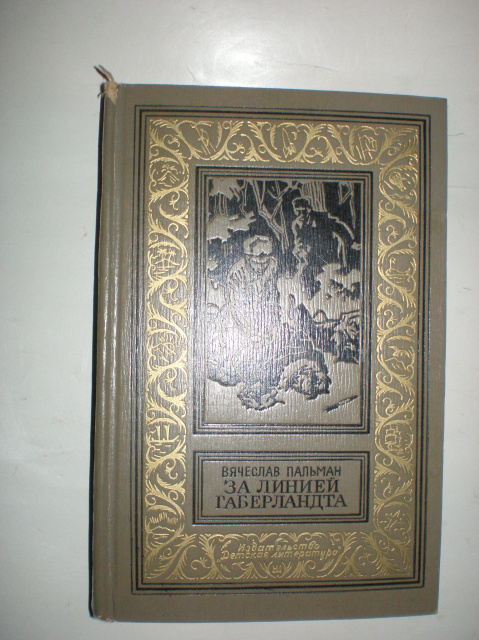 ВЯЧЕСЛАВ ПАЛЬМАН
ЗА ЛИНИЕЙ
ГАБЕРЛАНДТА
Издательство
Детская литература